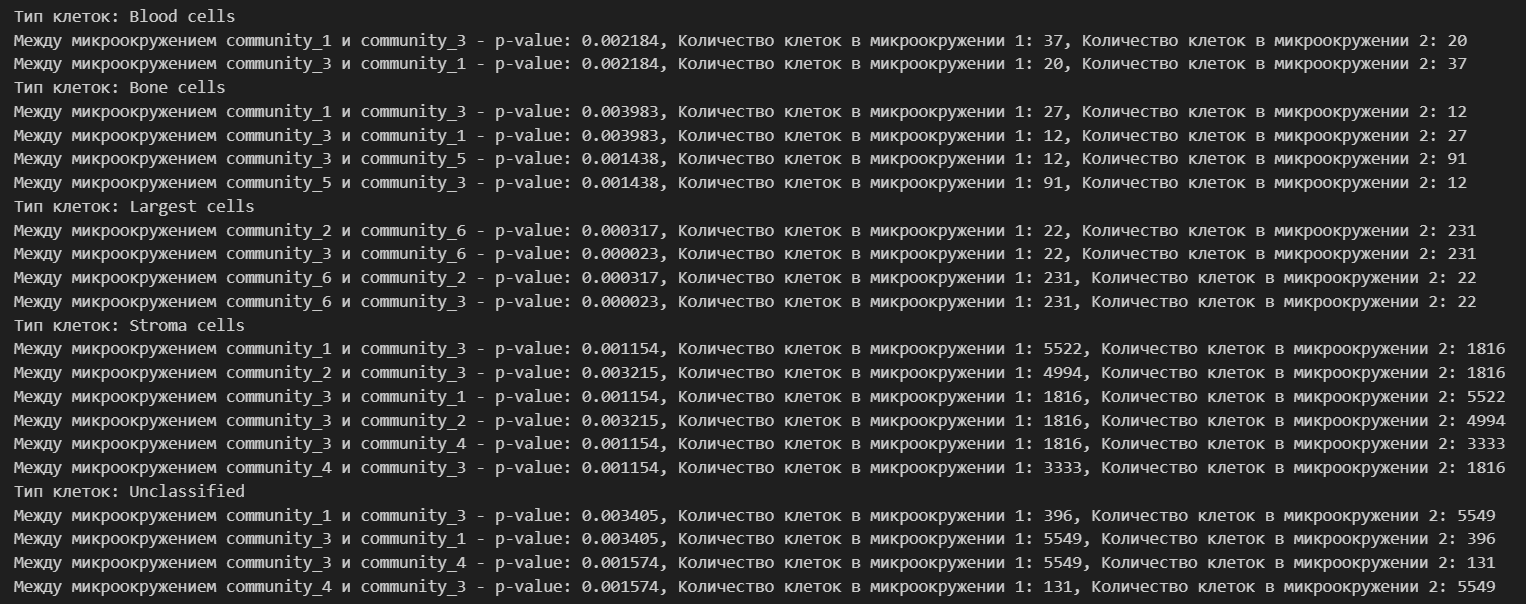 Тип клеток: Blood cells
Между микроокружением community_1 и community_3 - p-value: 0.002184, Количество клеток в микроокружении 1: 37, Количество клеток в микроокружении 2: 20
Между микроокружением community_3 и community_1 - p-value: 0.002184, Количество клеток в микроокружении 1: 20, Количество клеток в микроокружении 2: 37
Тип клеток: Bone cells
Между микроокружением community_1 и community_3 - p-value: 0.003983, Количество клеток в микроокружении 1: 27, Количество клеток в микроокружении 2: 12
Между микроокружением community_3 и community_1 - p-value: 0.003983, Количество клеток в микроокружении 1: 12, Количество клеток в микроокружении 2: 27
Между микроокружением community_3 и community_5 - p-value: 0.001438, Количество клеток в микроокружении 1: 12, Количество клеток в микроокружении 2: 91
Между микроокружением community_5 и community_3 - p-value: 0.001438, Количество клеток в микроокружении 1: 91, Количество клеток в микроокружении 2: 12
Тип клеток: Largest cells
Между микроокружением community_2 и community_6 - p-value: 0.000317, Количество клеток в микроокружении 1: 22, Количество клеток в микроокружении 2: 231
Между микроокружением community_3 и community_6 - p-value: 0.000023, Количество клеток в микроокружении 1: 22, Количество клеток в микроокружении 2: 231
Между микроокружением community_6 и community_2 - p-value: 0.000317, Количество клеток в микроокружении 1: 231, Количество клеток в микроокружении 2: 22
Между микроокружением community_6 и community_3 - p-value: 0.000023, Количество клеток в микроокружении 1: 231, Количество клеток в микроокружении 2: 22
Тип клеток: Stroma cells
Между микроокружением community_1 и community_3 - p-value: 0.001154, Количество клеток в микроокружении 1: 5522, Количество клеток в микроокружении 2: 1816
Между микроокружением community_2 и community_3 - p-value: 0.003215, Количество клеток в микроокружении 1: 4994, Количество клеток в микроокружении 2: 1816
Между микроокружением community_3 и community_1 - p-value: 0.001154, Количество клеток в микроокружении 1: 1816, Количество клеток в микроокружении 2: 5522
Между микроокружением community_3 и community_2 - p-value: 0.003215, Количество клеток в микроокружении 1: 1816, Количество клеток в микроокружении 2: 4994
Между микроокружением community_3 и community_4 - p-value: 0.001154, Количество клеток в микроокружении 1: 1816, Количество клеток в микроокружении 2: 3333
Между микроокружением community_4 и community_3 - p-value: 0.001154, Количество клеток в микроокружении 1: 3333, Количество клеток в микроокружении 2: 1816
Тип клеток: Unclassified
Между микроокружением community_1 и community_3 - p-value: 0.003405, Количество клеток в микроокружении 1: 396, Количество клеток в микроокружении 2: 5549
Между микроокружением community_3 и community_1 - p-value: 0.003405, Количество клеток в микроокружении 1: 5549, Количество клеток в микроокружении 2: 396
Между микроокружением community_3 и community_4 - p-value: 0.001574, Количество клеток в микроокружении 1: 5549, Количество клеток в микроокружении 2: 131
Между микроокружением community_4 и community_3 - p-value: 0.001574, Количество клеток в микроокружении 1: 131, Количество клеток в микроокружении 2: 5549